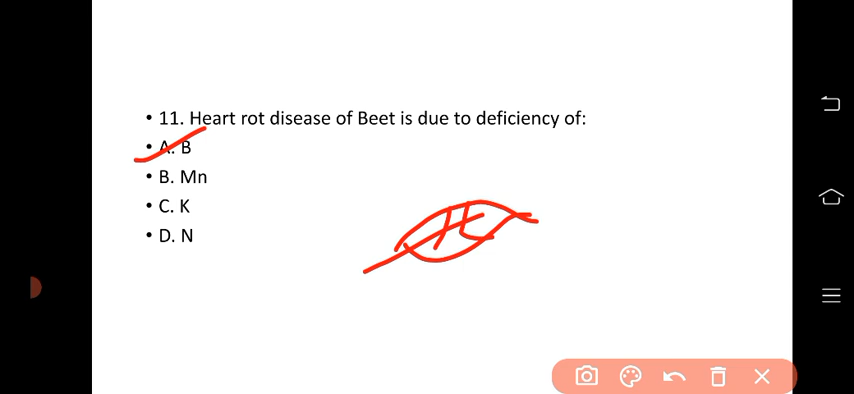 • 11. Heart rot disease of Beet is due to deficiency of:
• A. B
• B. Mn
• C. K
• D. N